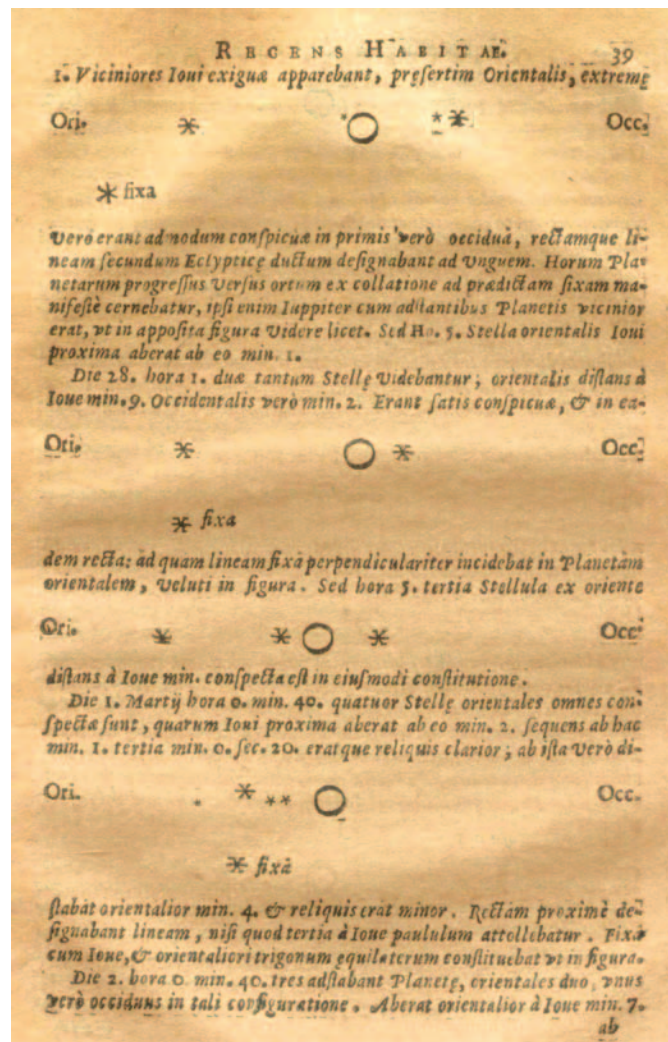 RECENS HABITAE. 39
1. Viciniores Ioui exiguæ apparebant, pręsertim Orientalis, extremę
Ori. Occ.
fixa
verò erant ad nodum conspicuæ in primis verò occidua, rectamque li-
neam secundum Eclypticę ductum designabant ad vnguem. Horum Pla-
netarum progressus versus ortum ex collatione ad prædictam fixam ma-
nifestè cernebatur, ipsi enim Iuppiter cum adstantibus Planetis vicinior
erat, vt in apposita figura videre licet. Sed Ho. 5. Stella orientalis Ioui
proxima aberat ab eo min. 1.
Die 28. hora 1. duæ tantum Stellę videbantur; orientalis distans à
Ioue min. 9. Occidentalis verò min. 2. Erant satis conspicuæ, & in ea-
Ori. Occ.
fixa
dem recta: ad quam lineam fixa perpendiculariter incidebat in Planetam
orientalem, veluti in figura. Sed hora 5. tertia Stellula ex oriente
Ori. Occ
distans à Ioue min. conspecta est in eiusmodi constitutione.
Die 1. Martij hora 0. min. 40. quatuor Stellę orientales omnes con-
spectæ sunt, quarum Ioui proxima aberat ab eo min. 2. sequens ab hac
min. 1. tertia min. 0. sec. 20. eratque reliquis clarior; ab ista verò di-
Ori. Occ.
fixà
stabat orientalior min. 4. & reliquis erat minor. Rectam proximè de-
signabant lineam, nisi quod tertia à Ioue paululum attollebatur. Fixa
cum Ioue, & orientaliori trigonum ęquilaterum constituebat vt in figura.
Die 2. hora 0. min. 40. tres adstabant Planetę, orientales duo, vnus
verò occiduus in tali configuratione. Aberat orientalior à Ioue min. 7.
ab